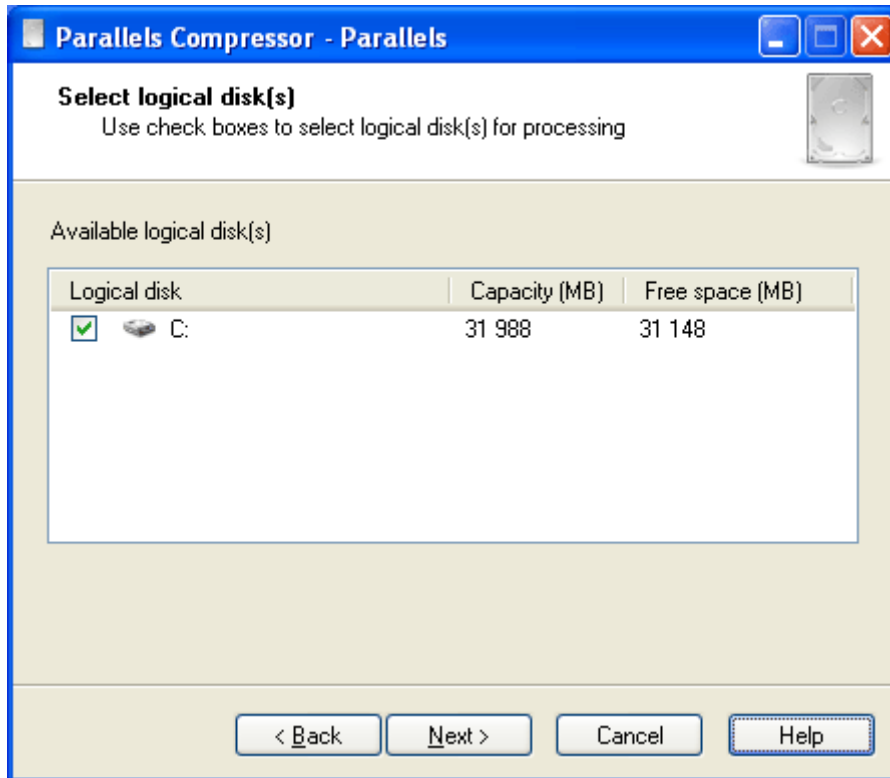 Parallels Compressor - Parallels
Select logical disk(s)
Use check boxes to select logical disk(s) for processing
Available logical disk(s)
Logical disk Capacity (MB) Free space (MB)
C: 31 988 31 148
< Back Next > Cancel Help